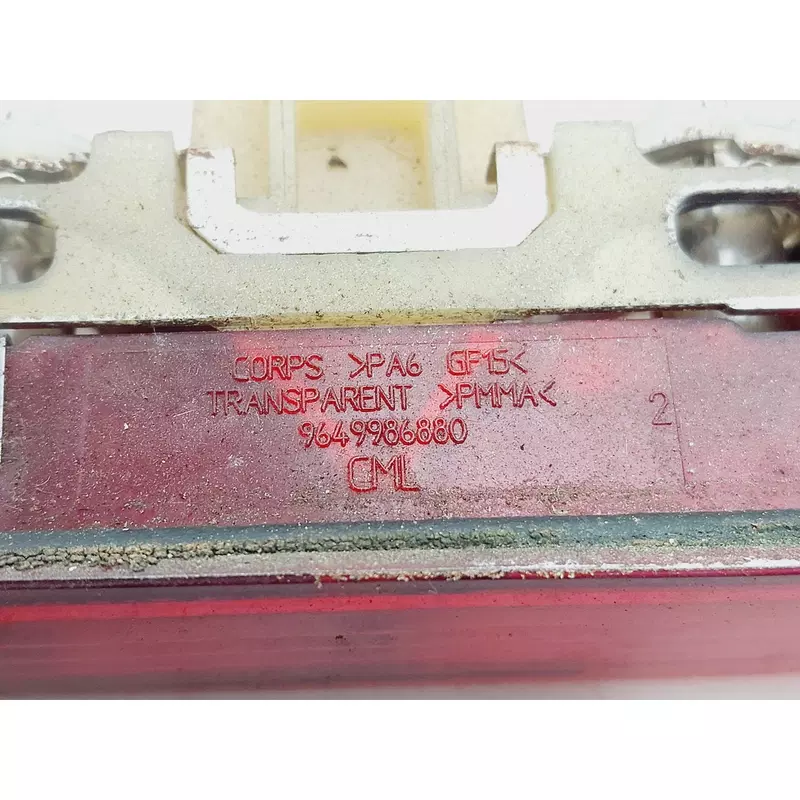 CORPS >PA6 GF15<
TRANSPARENT >PMMA<
2
9649986880
CML